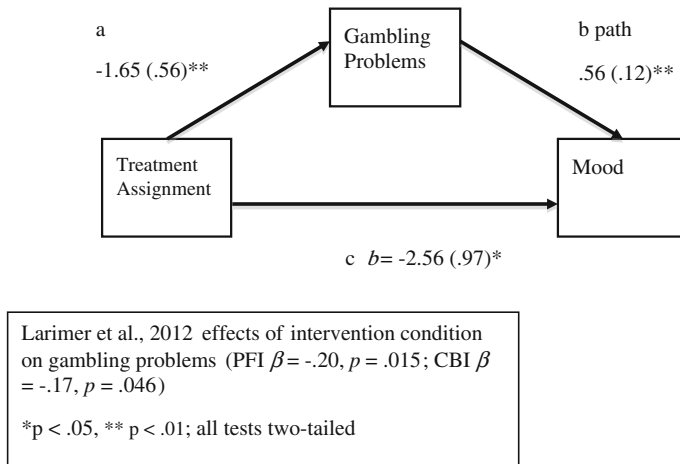 a
-1.65 (.56)**
Gambling
Problems
b path
.56 (.12)**
Treatment
Assignment
Mood
c b= -2.56 (.97)*
Larimer et al., 2012 effects of intervention condition
on gambling problems (PFI β = -.20, p = .015; CBI β
= -.17, p = .046)
*p < .05, ** p < .01; all tests two-tailed